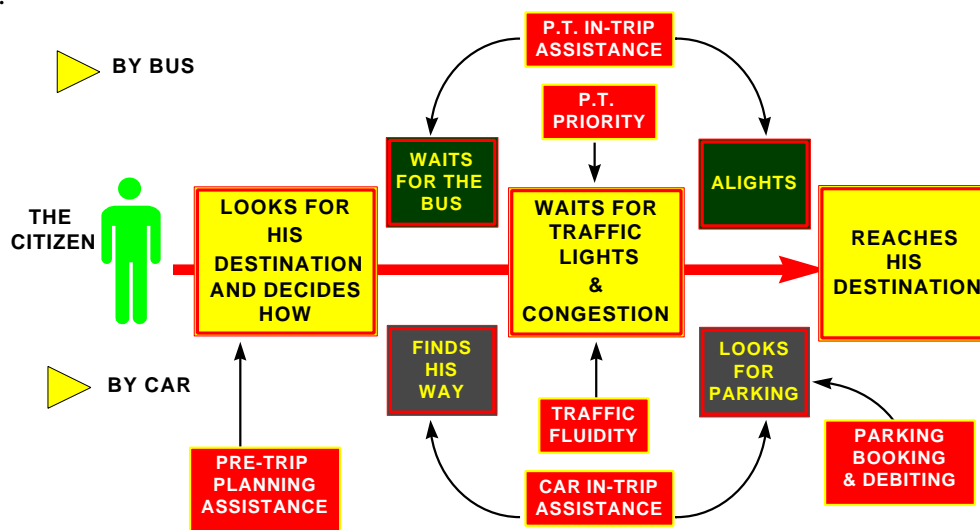 .
P.T. IN-TRIP
ASSISTANCE
BY BUS
P.T.
PRIORITY
WAITS
FOR THE
BUS
ALIGHTS
THE
CITIZEN
LOOKS FOR
HIS
DESTINATION
AND DECIDES
HOW
WAITS FOR
TRAFFIC
LIGHTS
&
CONGESTION
REACHES
HIS
DESTINATION
FINDS
HIS
WAY
LOOKS
FOR
PARKING
BY CAR
TRAFFIC
FLUIDITY
PRE-TRIP
PLANNING
ASSISTANCE
CAR IN-TRIP
ASSISTANCE
PARKING
BOOKING
& DEBITING